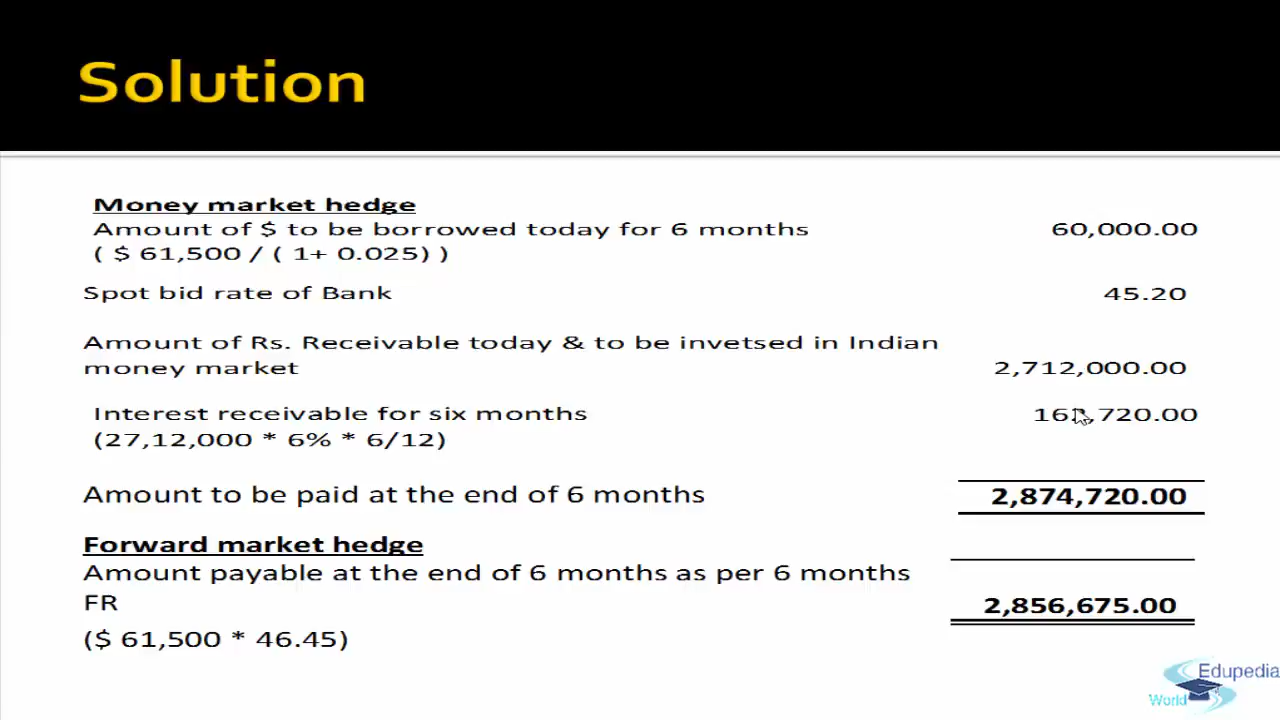 Solution
Money market hedge
Amount of $ to be borrowed today for 6 months 60,000.00
( $ 61,500 / ( 1+ 0.025) )
Spot bid rate of Bank 45.20
Amount of Rs. Receivable today & to be invetsed in Indian
money market 2,712,000.00
Interest receivable for six months
(27,12,000 * 6% * 6/12)
Amount to be paid at the end of 6 months 2,874,720.00
Forward market hedge
Amount payable at the end of 6 months as per 6 months
FR 2,856,675.00
($ 61,500 * 46.45)
Edupedia
World